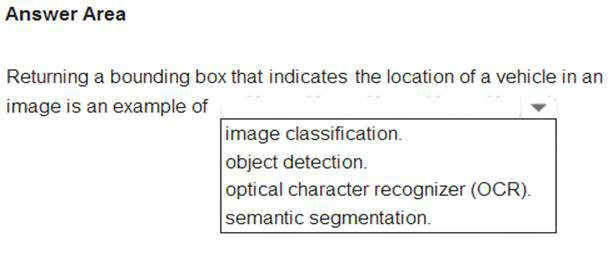 Answer Area
Returning a bounding box that indicates the location of a vehicle in an
image is an example of
image classification.
object detection.
optical character recognizer (OCR).
semantic segmentation.